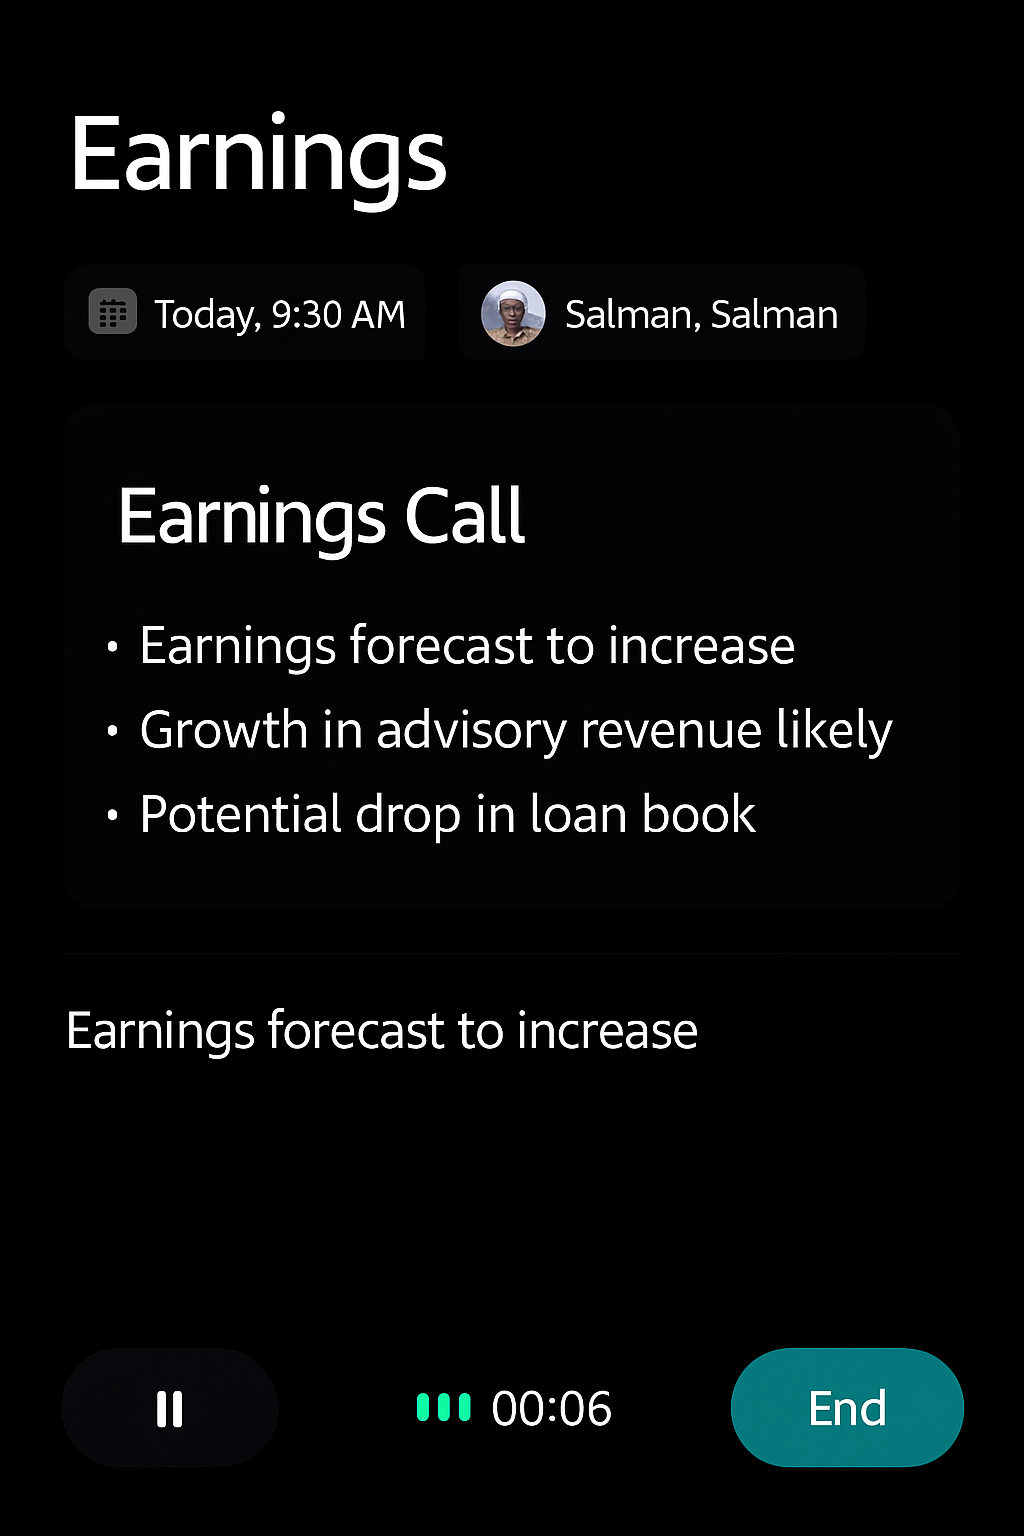 Earnings
Today, 9:30 AM
Salman, Salman
Earnings Call
• Earnings forecast to increase
• Growth in advisory revenue likely
• Potential drop in loan book
Earnings forecast to increase
00:06
End